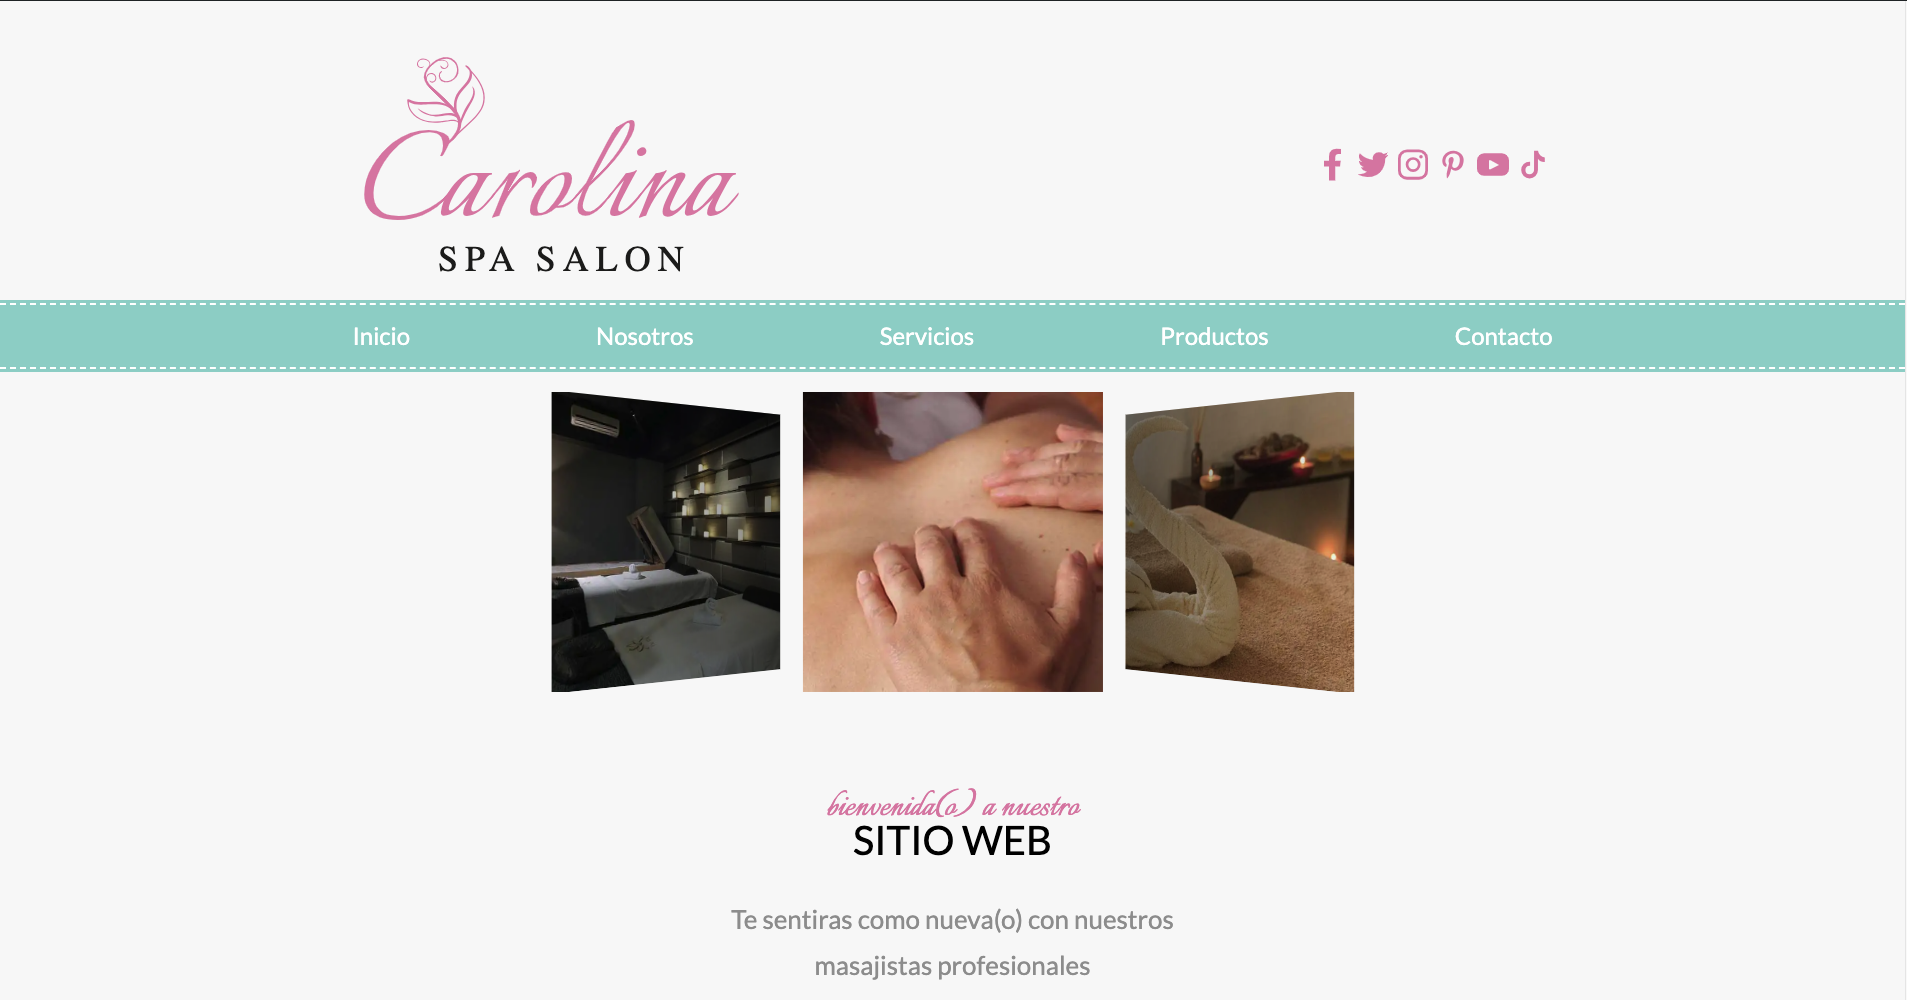 Carolina
SPA SALON
Inicio Nosotros Servicios Productos Contacto
bienvenida(o) a nuestro
SITIO WEB
Te sentiras como nueva(o) con nuestros
masajistas profesionales